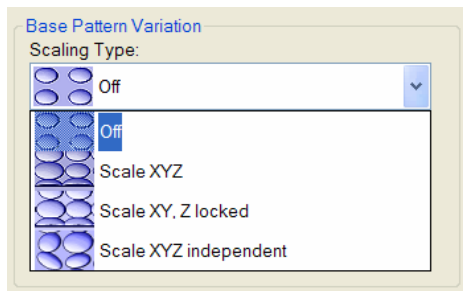 Base Pattern Variation
Scaling Type:
Off
Off
Scale XYZ
Scale XY, Z locked
Scale XYZ independent